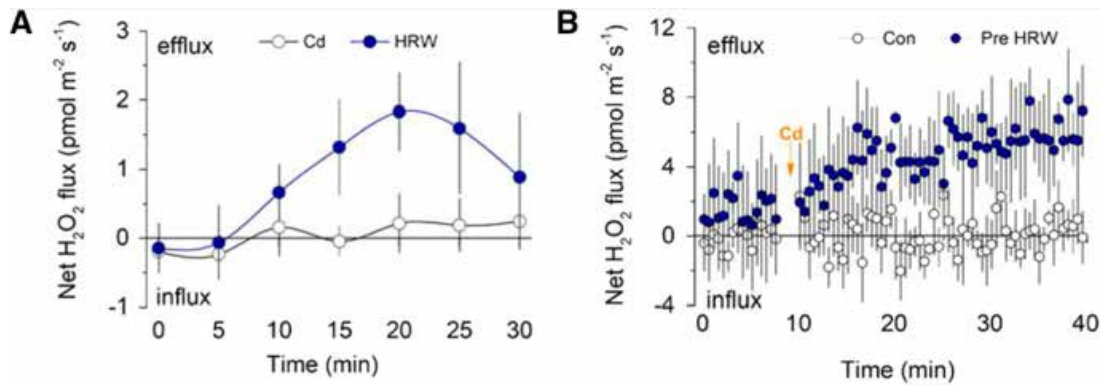 A
Net H₂O₂ flux (pmol m⁻² s⁻¹)
3
2
1
0
-1
efflux
Cd
HRW
influx
0 5 10 15 20 25 30
Time (min)
B
Net H₂O₂ flux (pmol m⁻² s⁻¹)
12
8
4
0
-4
efflux
Con
Pre HRW
Cd
influx
0 10 20 30 40
Time (min)